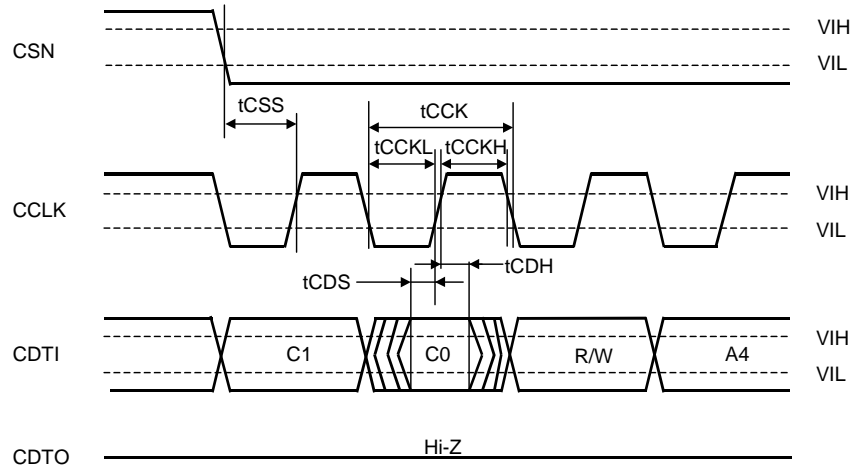 CSN
VIH
VIL
tCSS
tCCK
tCCKL
tCCKH
CCLK
VIH
VIL
tCDS
tCDH
CDTI
C1
C0
R/W
A4
VIH
VIL
CDTO
Hi-Z